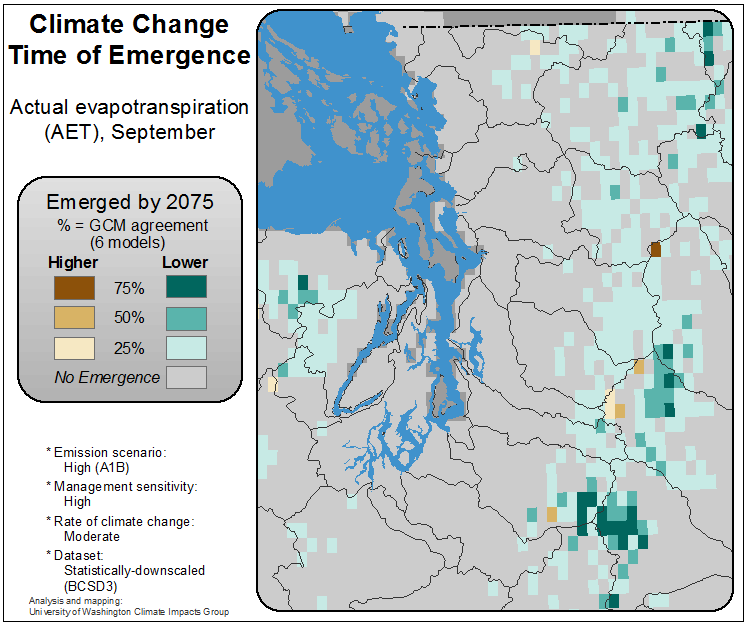 Climate Change
Time of Emergence
Actual evapotranspiration
(AET), September
Emerged by 2075
% = GCM agreement
(6 models)
Higher Lower
75%
50%
25%
No Emergence
* Emission scenario:
High (A1B)
* Management sensitivity:
High
* Rate of climate change:
Moderate
* Dataset:
Statistically-downscaled
(BCSD3)
Analysis and mapping:
University of Washington Climate Impacts Group